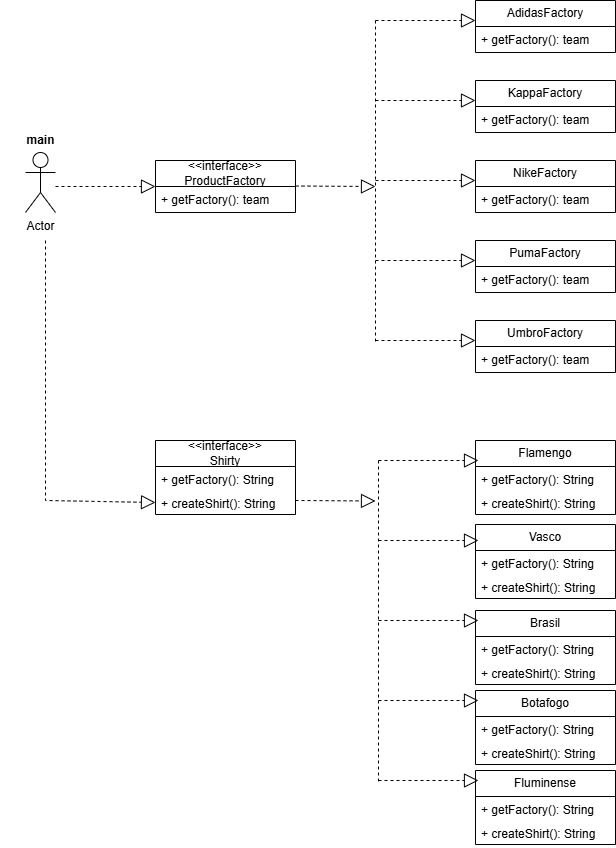 main
Actor
<<interface>>
ProductFactory
+ getFactory(): team
AdidasFactory
+ getFactory(): team
KappaFactory
+ getFactory(): team
NikeFactory
+ getFactory(): team
PumaFactory
+ getFactory(): team
UmbroFactory
+ getFactory(): team
<<interface>>
Shirty
+ getFactory(): String
+ createShirt(): String
Flamengo
+ getFactory(): String
+ createShirt(): String
Vasco
+ getFactory(): String
+ createShirt(): String
Brasil
+ getFactory(): String
+ createShirt(): String
Botafogo
+ getFactory(): String
+ createShirt(): String
Fluminense
+ getFactory(): String
+ createShirt(): String